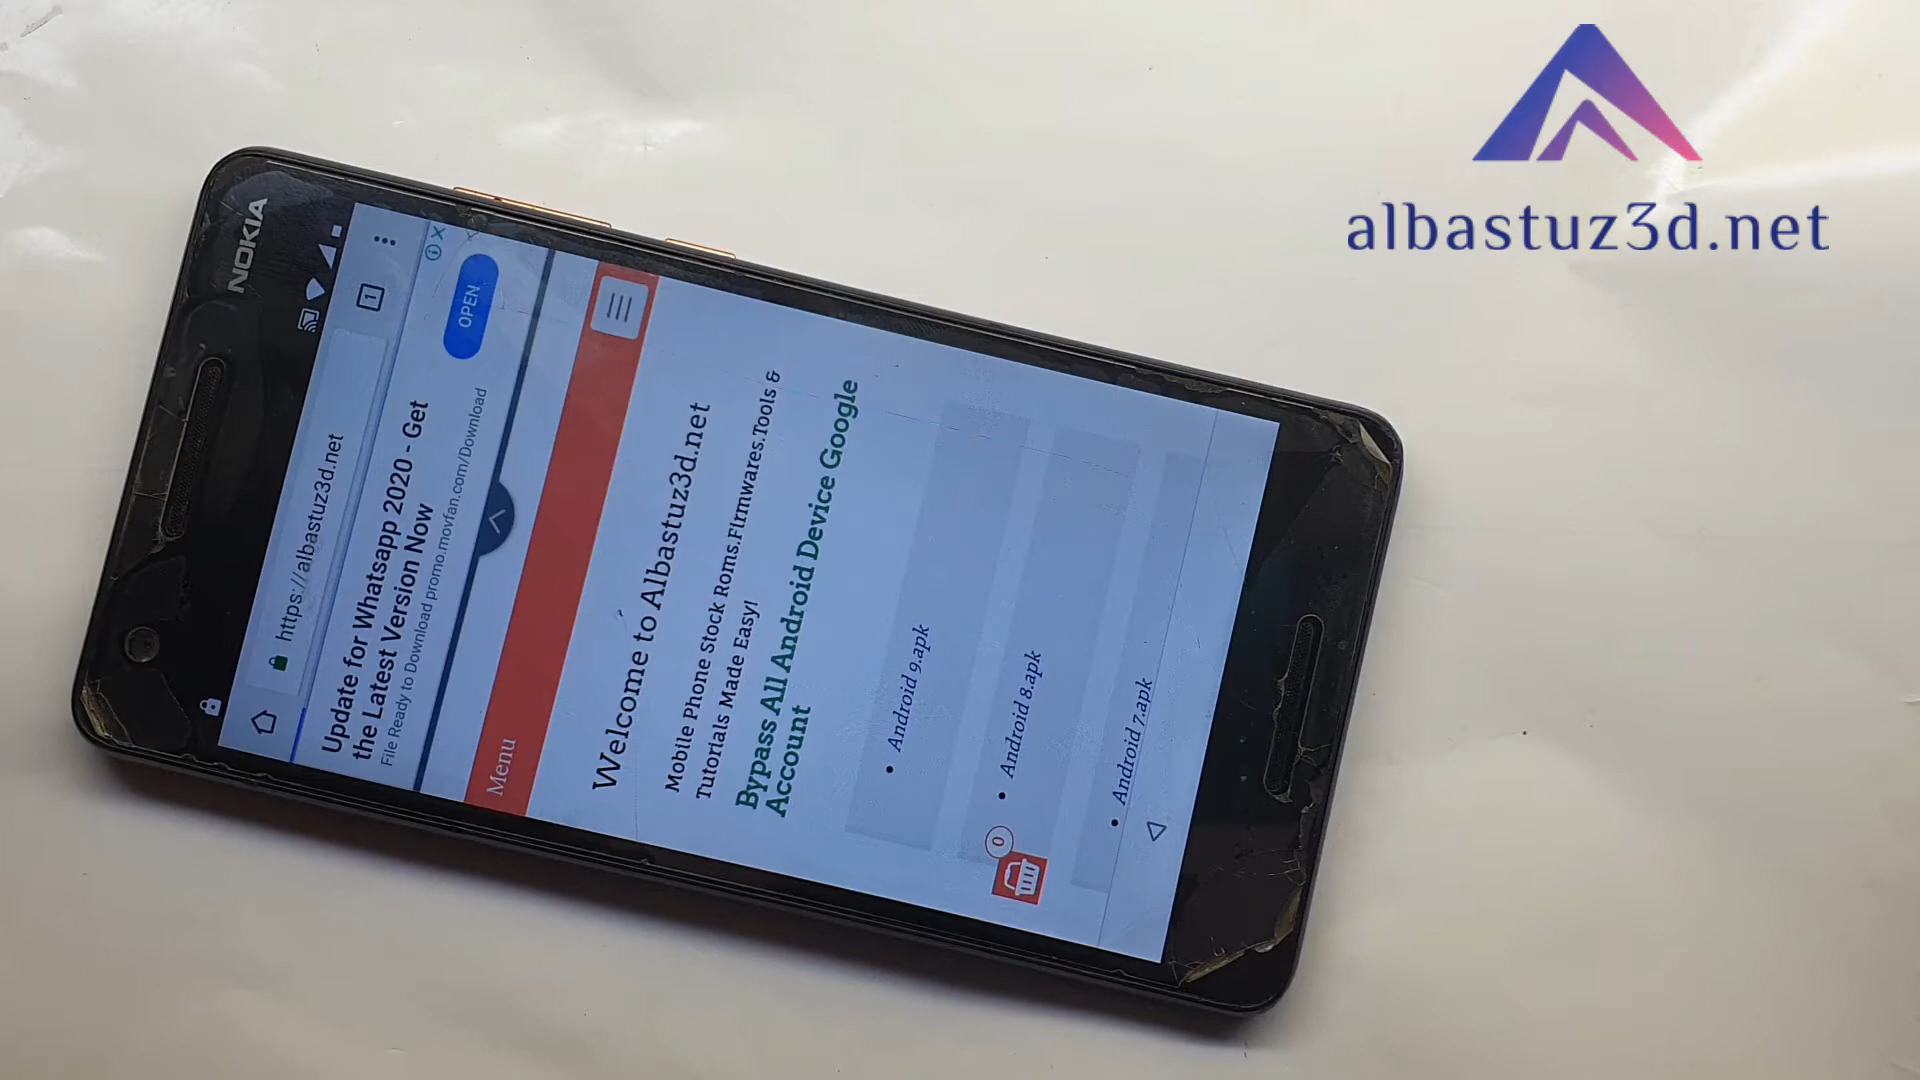 albastuz3d.net
NOKIA
1
https://albastuz3d.net
Update for Whatsapp 2020 - Get
the Latest Version Now
File Ready to Download promo.movfan.com/Download
OPEN
Menu
Welcome to Albastuz3d.net
Mobile Phone Stock Roms.Firmwares.Tools &
Tutorials Made Easy!
Bypass All Android Device Google
Account
• Android 9.apk
• Android 8.apk
• Android 7.apk
0